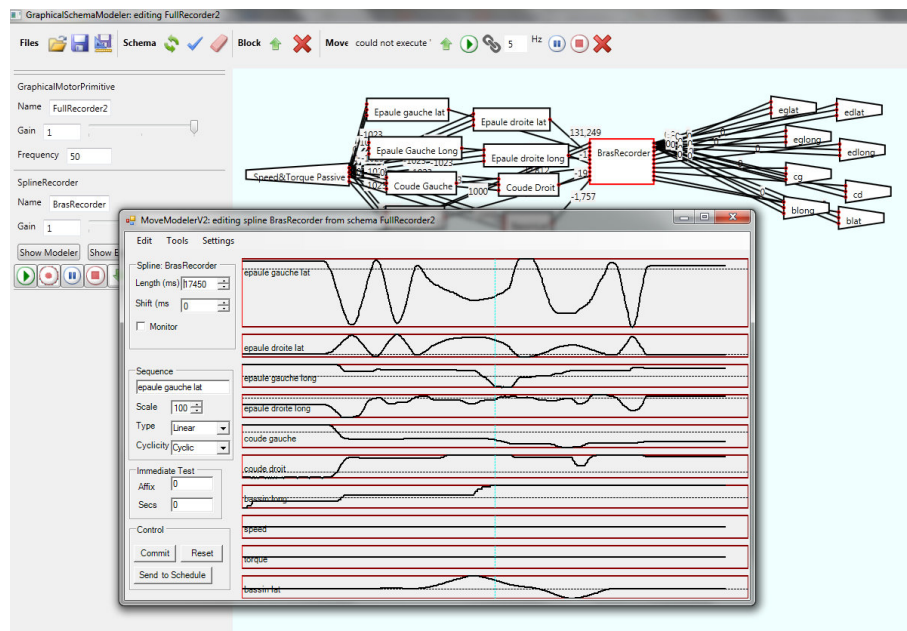 GraphicalSchemaModeler: editing FullRecorder2
Files Schema Block Move could not execute ' 5 Hz
GraphicalMotorPrimitive
Name FullRecorder2
Gain 1
Frequency 50
SplineRecorder
Name BrasRecorder
Gain 1
Show Modeler Show E
Epaule gauche lat
Epaule droite lat
131,249
-1023
Epaule Gauche Long
Epaule droite long
BrasRecorder
Speed&Torque Passive
Coude Gauche
1000
Coude Droit
-19
-1,757
eglat
edlat
eglong
edlong
cg
cd
blong
blat
MoveModelerV2: editing spline BrasRecorder from schema FullRecorder2
Edit Tools Settings
Spline: BrasRecorder
Length (ms) 17450
Shift (ms 0
Monitor
Sequence
epaule gauche lat
Scale 100
Type Linear
Cyclicity Cyclic
Immediate Test
Affix 0
Secs 0
Control
Commit Reset
Send to Schedule
epaule gauche lat
epaule droite lat
epaule gauche long
epaule droite long
coude gauche
coude droit
bassin long
speed
torque
bassin lat